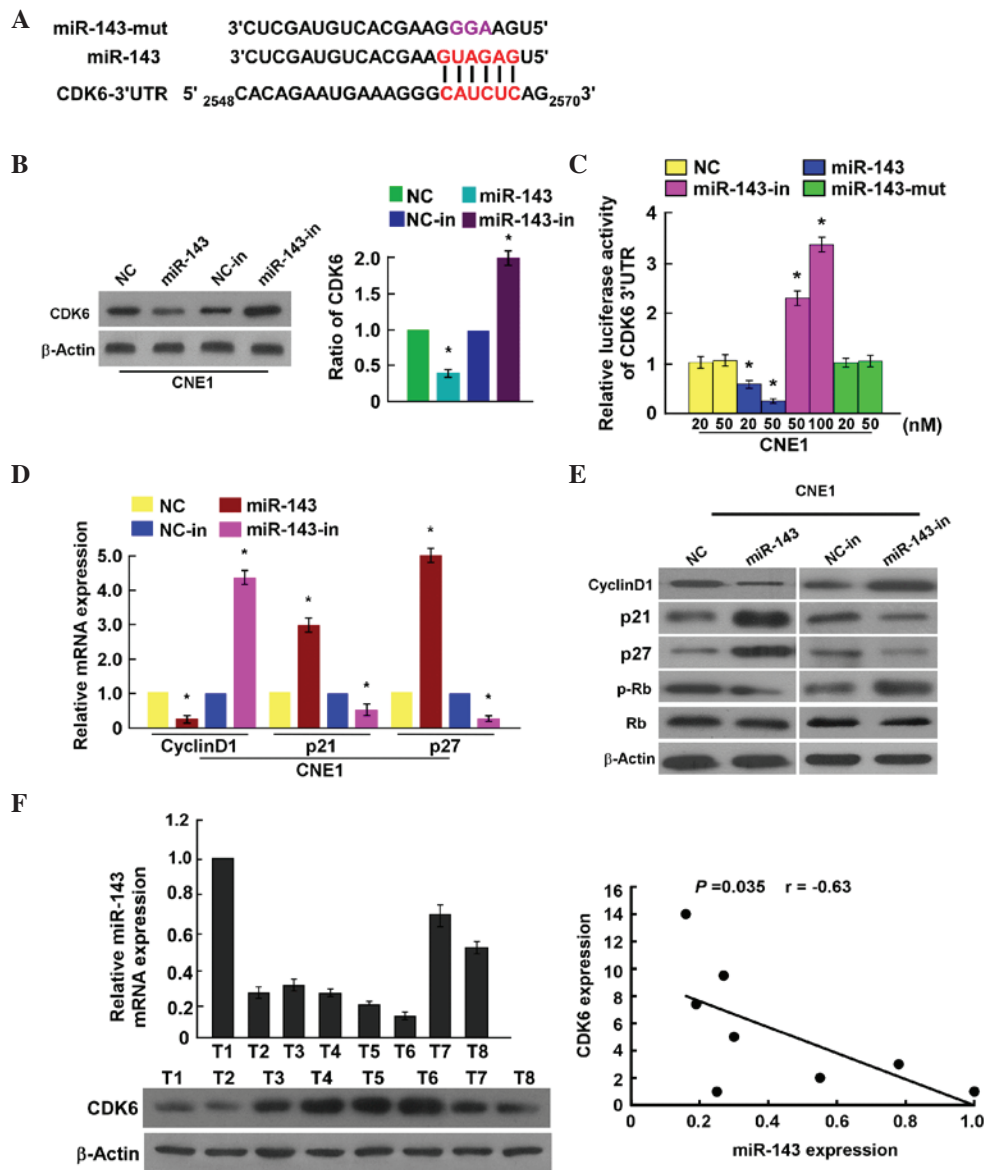 A
miR-143-mut 3'CUCGAUGUCACGAAGGGAAGU5'
miR-143 3'CUCGAUGUCACGAAGUAGAGU5'
CDK6-3'UTR 5' 2548CACAGAAUGAAAGGGCAUCUCAG25703'
B
NC miR-143 NC-in miR-143-in
CDK6
β-Actin
CNE1
NC miR-143
NC-in miR-143-in
Ratio of CDK6
2.0
1.0
0.5
0
*
*
C
NC miR-143
miR-143-in miR-143-mut
Relative luciferase activity
of CDK6 3'UTR
4
3
2
1
0
* * * *
20 50 20 50 50 100 20 50 (nM)
CNE1
D
NC miR-143
NC-in miR-143-in
Relative mRNA expression
5.0
4.0
3.0
2.0
1.0
0
* * * * * *
CyclinD1 p21 p27
CNE1
E
CNE1
NC miR-143 NC-in miR-143-in
CyclinD1
p21
p27
p-Rb
Rb
β-Actin
F
Relative miR-143
mRNA expression
1.0
0.8
0.6
0.4
0.2
0
T1 T2 T3 T4 T5 T6 T7 T8
T1 T2 T3 T4 T5 T6 T7 T8
CDK6
β-Actin
P =0.035 r = -0.63
CDK6 expression
16
14
12
10
8
6
4
2
0
0 0.2 0.4 0.6 0.8 1.0
miR-143 expression